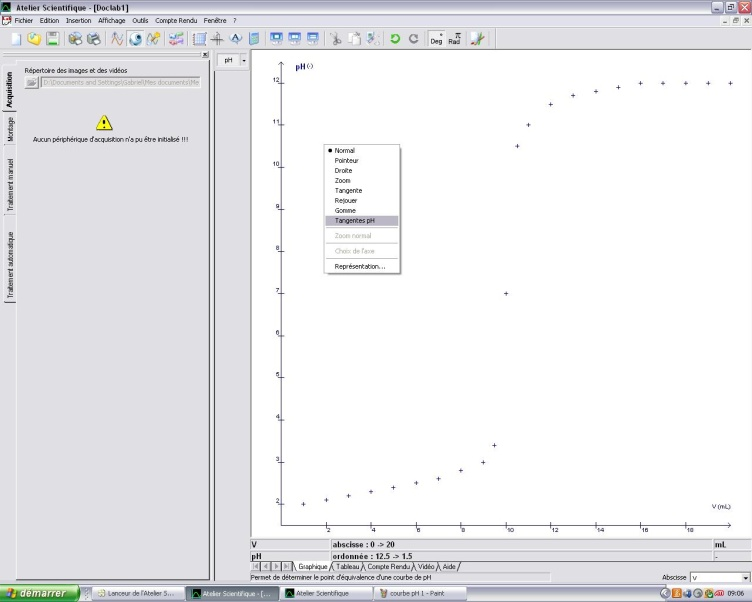 Atelier Scientifique - [Doclab1]
Fichier Edition Insertion Affichage Outils Compte Rendu Fenêtre ?
Deg Rad
pH
Répertoire des images et des vidéos
D:\Documents and Settings\Gabriel\Mes documents\Me
Aucun périphérique d'acquisition n'a pu être initialisé !!!
Acquisition
Montage
Traitement manuel
Traitement automatique
pH(-)
12
11
10
9
8
7
6
5
4
3
2
Normal
Pointeur
Droite
Zoom
Tangente
Rejouer
Gomme
Tangentes pH
Zoom normal
Choix de l'axe
Représentation...
V (mL)
2 4 6 8 10 12 14 16 18
V abscisse : 0 -> 20 mL
pH ordonnée : 12.5 -> 1.5 -
Graphique Tableau Compte Rendu Vidéo Aide
Permet de déterminer le point d'équivalence d'une courbe de pH
Abscisse V
démarrer
Lanceur de l'Atelier S...
Atelier Scientifique - [...
Atelier Scientifique
courbe pH 1 - Paint
09:06